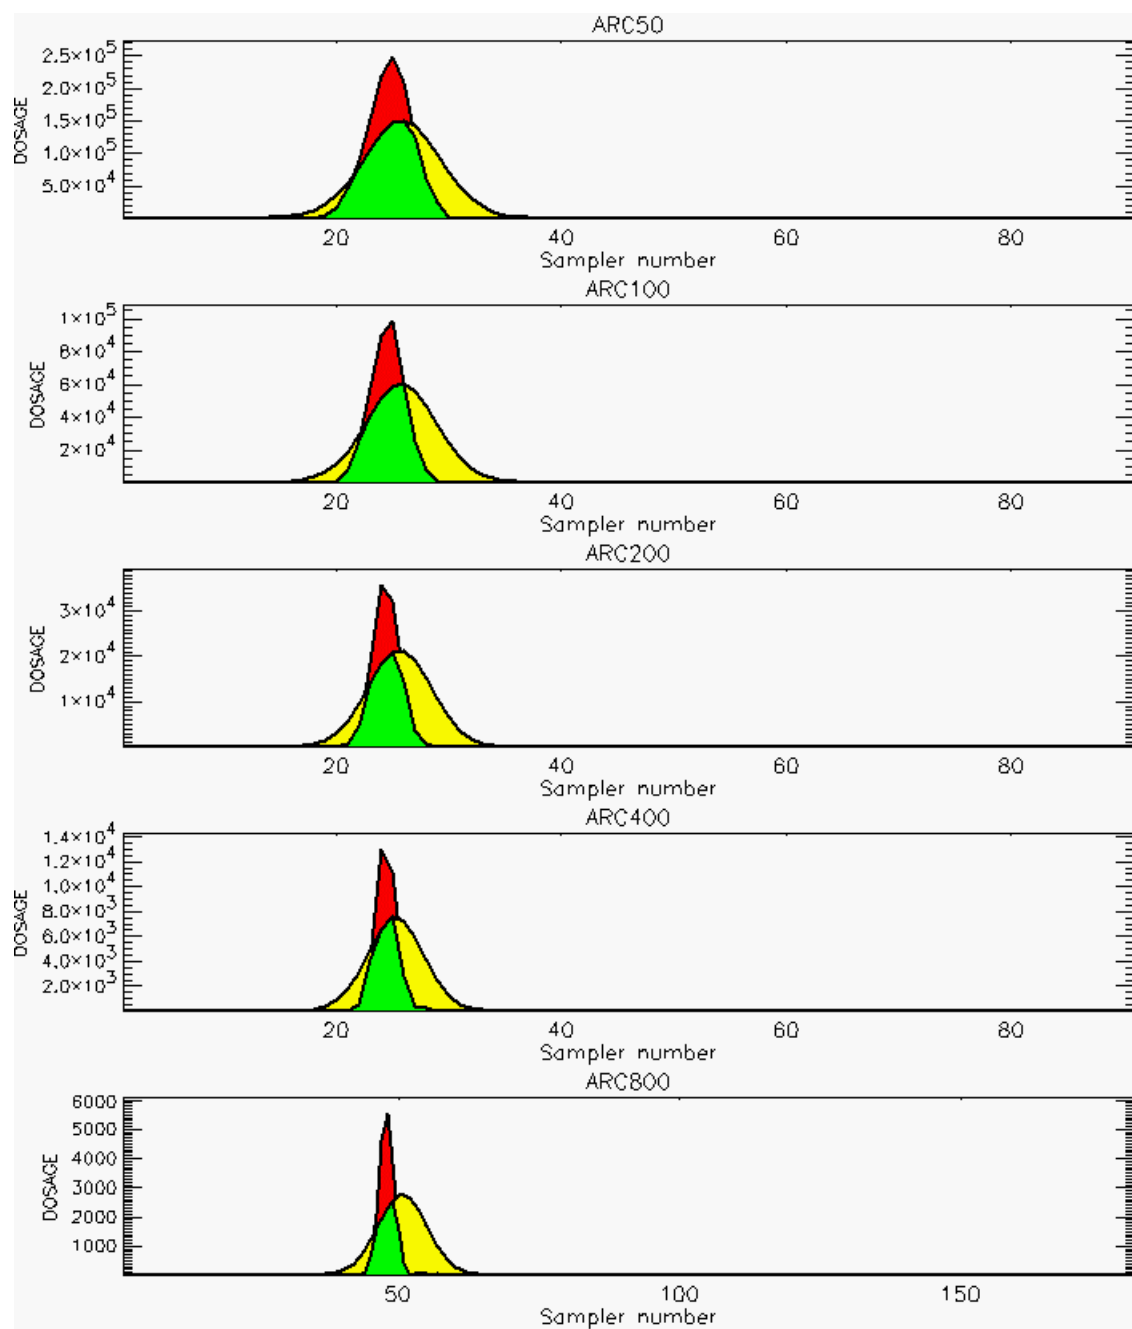 ARC50
2.5×10^5
2.0×10^5
1.5×10^5
1.0×10^5
5.0×10^4
DOSAGE
20 40 60 80
Sampler number
ARC100
1×10^5
8×10^4
6×10^4
4×10^4
2×10^4
DOSAGE
20 40 60 80
Sampler number
ARC200
3×10^4
2×10^4
1×10^4
DOSAGE
20 40 60 80
Sampler number
ARC400
1.4×10^4
1.2×10^4
1.0×10^4
8.0×10^3
6.0×10^3
4.0×10^3
2.0×10^3
DOSAGE
20 40 60 80
Sampler number
ARC800
6000
5000
4000
3000
2000
1000
DOSAGE
50 100 150
Sampler number